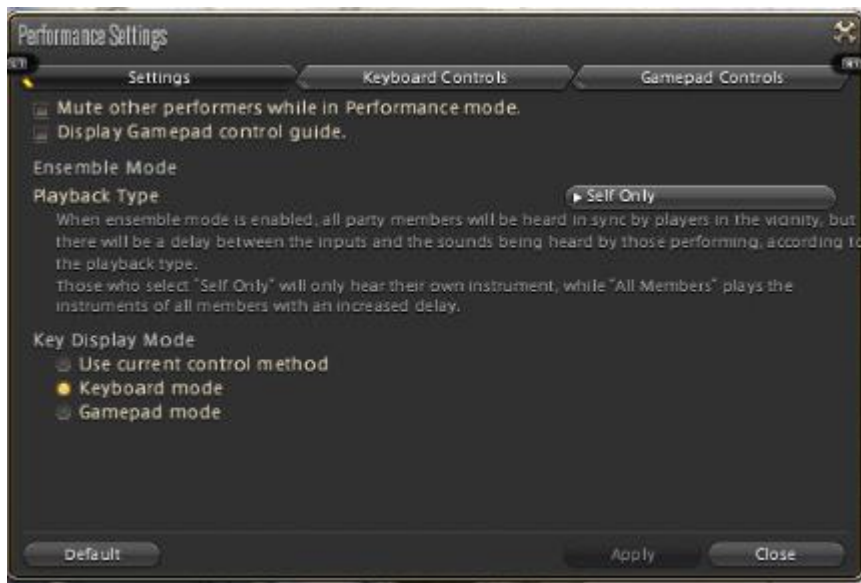 Performance Settings
Settings
Keyboard Controls
Gamepad Controls
Mute other performers while in Performance mode.
Display Gamepad control guide.
Ensemble Mode
Playback Type
Self Only
When ensemble mode is enabled, all party members will be heard in sync by players in the vicinity, but
there will be a delay between the inputs and the sounds being heard by those performing, according to
the playback type.
Those who select "Self Only" will only hear their own instrument, while "All Members" plays the
instruments of all members with an increased delay.
Key Display Mode
Use current control method
Keyboard mode
Gamepad mode
Default
Apply
Close